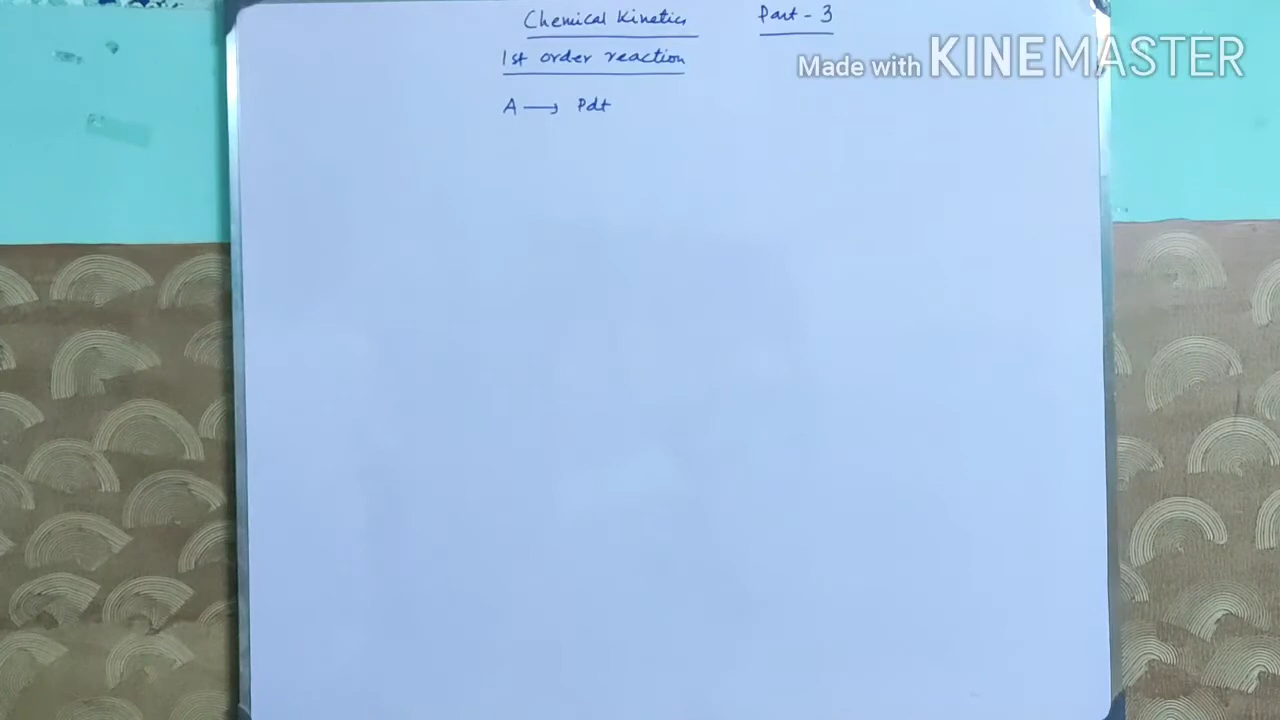 Chemical Kinetics Part - 3
Made with KINEMASTER
1st order reaction
A ⟶ Pdt